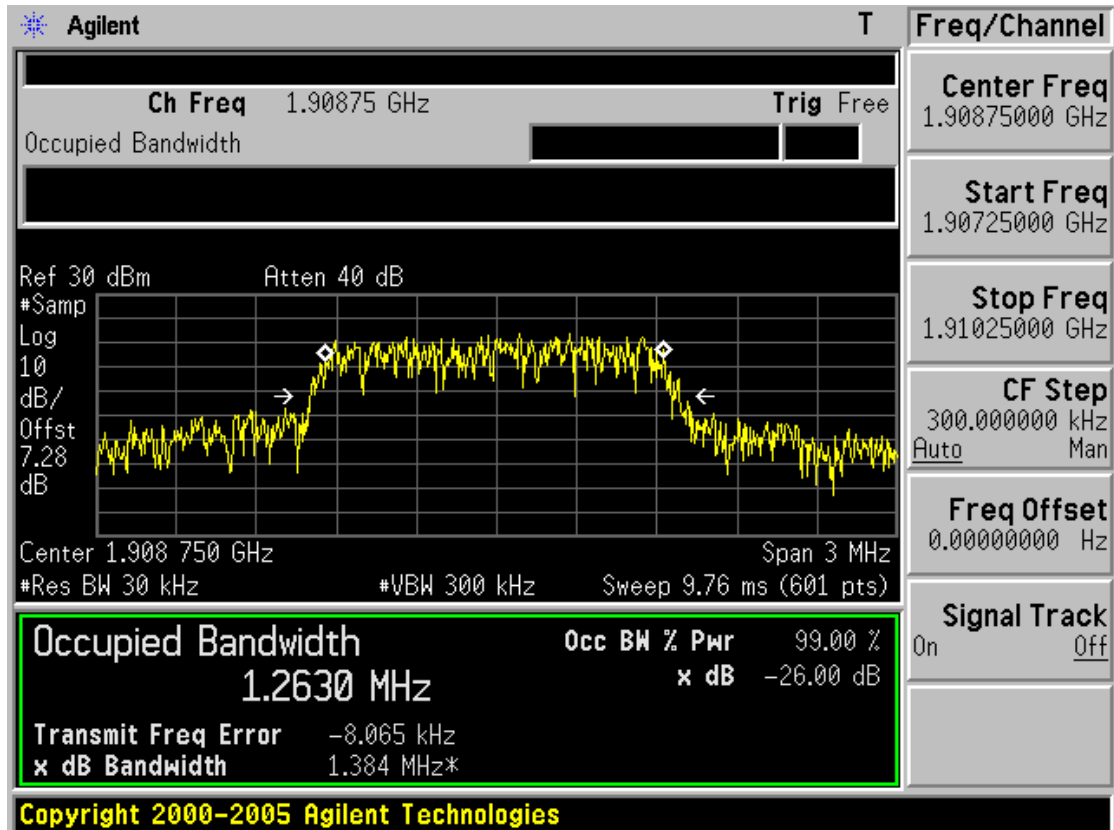 Agilent T
Freq/Channel
Ch Freq 1.90875 GHz Trig Free
Occupied Bandwidth
Center Freq
1.90875000 GHz
Start Freq
1.90725000 GHz
Stop Freq
1.91025000 GHz
CF Step
300.000000 kHz
Auto Man
Freq Offset
0.00000000 Hz
Signal Track
On Off
Ref 30 dBm Atten 40 dB
#Samp
Log
10
dB/
Offst
7.28
dB
Center 1.908 750 GHz Span 3 MHz
#Res BW 30 kHz #VBW 300 kHz Sweep 9.76 ms (601 pts)
Occupied Bandwidth Occ BW % Pwr 99.00 %
1.2630 MHz x dB -26.00 dB
Transmit Freq Error -8.065 kHz
x dB Bandwidth 1.384 MHz*
Copyright 2000-2005 Agilent Technologies